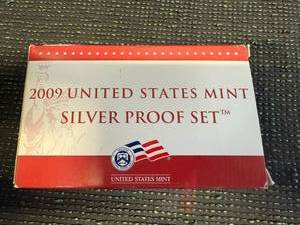 2009 UNITED STATES MINT
SILVER PROOF SET™
UNITED STATES MINT